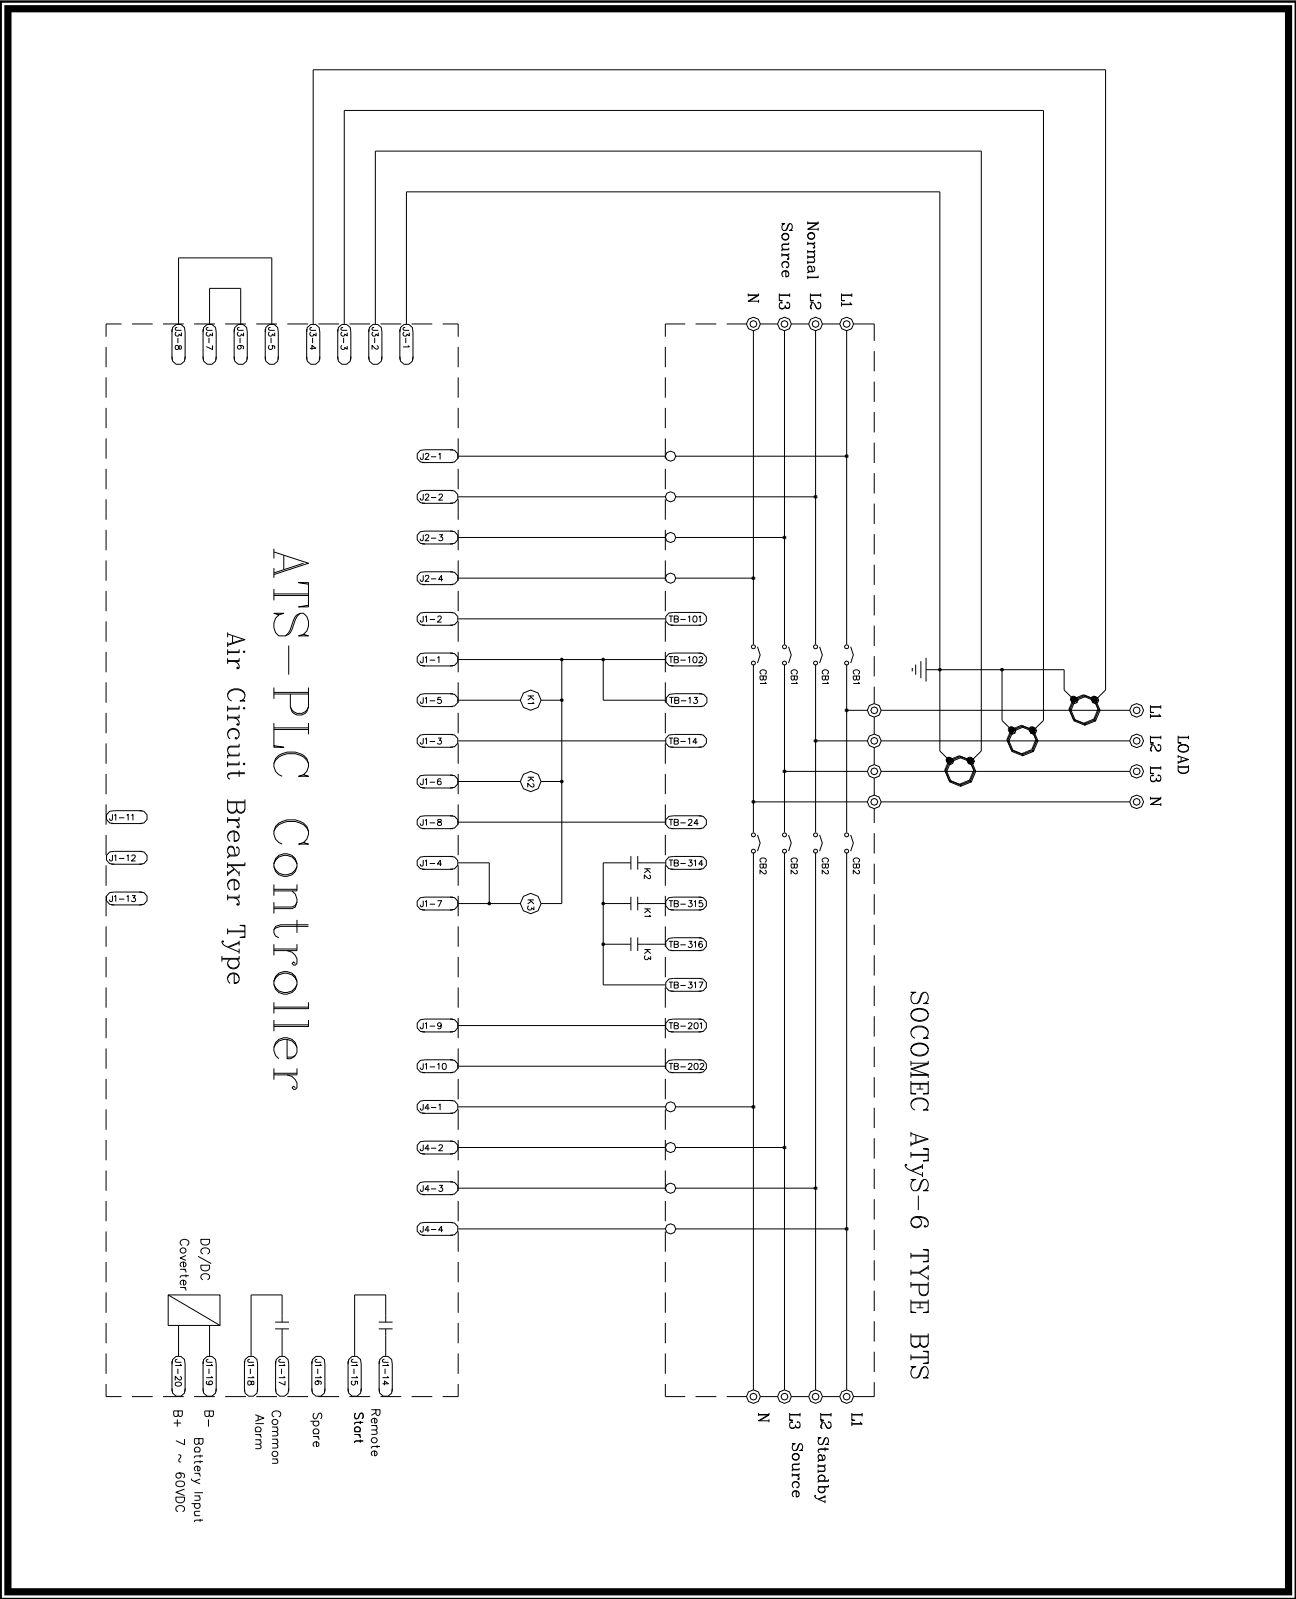 LOAD
L1
L2
L3
N
SOCOMEC ATyS-6 TYPE BTS
Normal
Source
L1
L2
L3
N
CB1
CB1
CB1
CB1
CB2
CB2
CB2
CB2
L1
L2
L3
N
Standby
Source
TB-101
TB-102
TB-13
TB-14
TB-24
TB-314
TB-315
TB-316
TB-317
TB-201
TB-202
K2
K1
K3
K1
K2
K3
J2-1
J2-2
J2-3
J2-4
J1-2
J1-1
J1-5
J1-3
J1-6
J1-8
J1-4
J1-7
J1-9
J1-10
J4-1
J4-2
J4-3
J4-4
J3-1
J3-2
J3-3
J3-4
J3-5
J3-6
J3-7
J3-8
ATS-PLC Controller
Air Circuit Breaker Type
J1-11
J1-12
J1-13
J1-14
J1-15
J1-16
J1-17
J1-18
J1-19
J1-20
Remote
Start
Spare
Common
Alarm
DC/DC
Coverter
B- Battery Input
B+ 7 ~ 60VDC